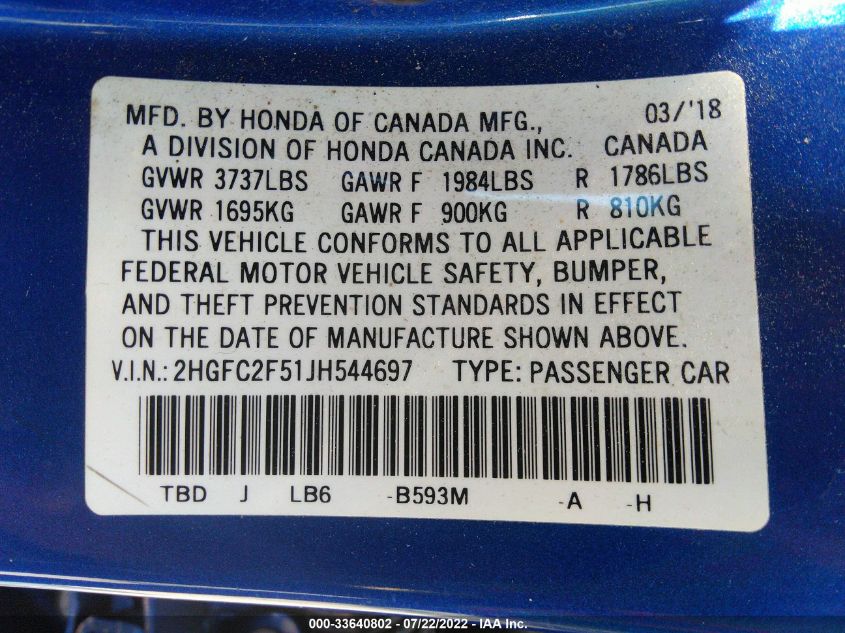 MFD. BY HONDA OF CANADA MFG., 03/'18
A DIVISION OF HONDA CANADA INC. CANADA
GVWR 3737LBS GAWR F 1984LBS R 1786LBS
GVWR 1695KG GAWR F 900KG R 810KG
THIS VEHICLE CONFORMS TO ALL APPLICABLE
FEDERAL MOTOR VEHICLE SAFETY, BUMPER,
AND THEFT PREVENTION STANDARDS IN EFFECT
ON THE DATE OF MANUFACTURE SHOWN ABOVE.
V.I.N.: 2HGFC2F51JH544697 TYPE: PASSENGER CAR
TBD J LB6 -B593M -A -H
000-33640802 - 07/22/2022 - IAA Inc.